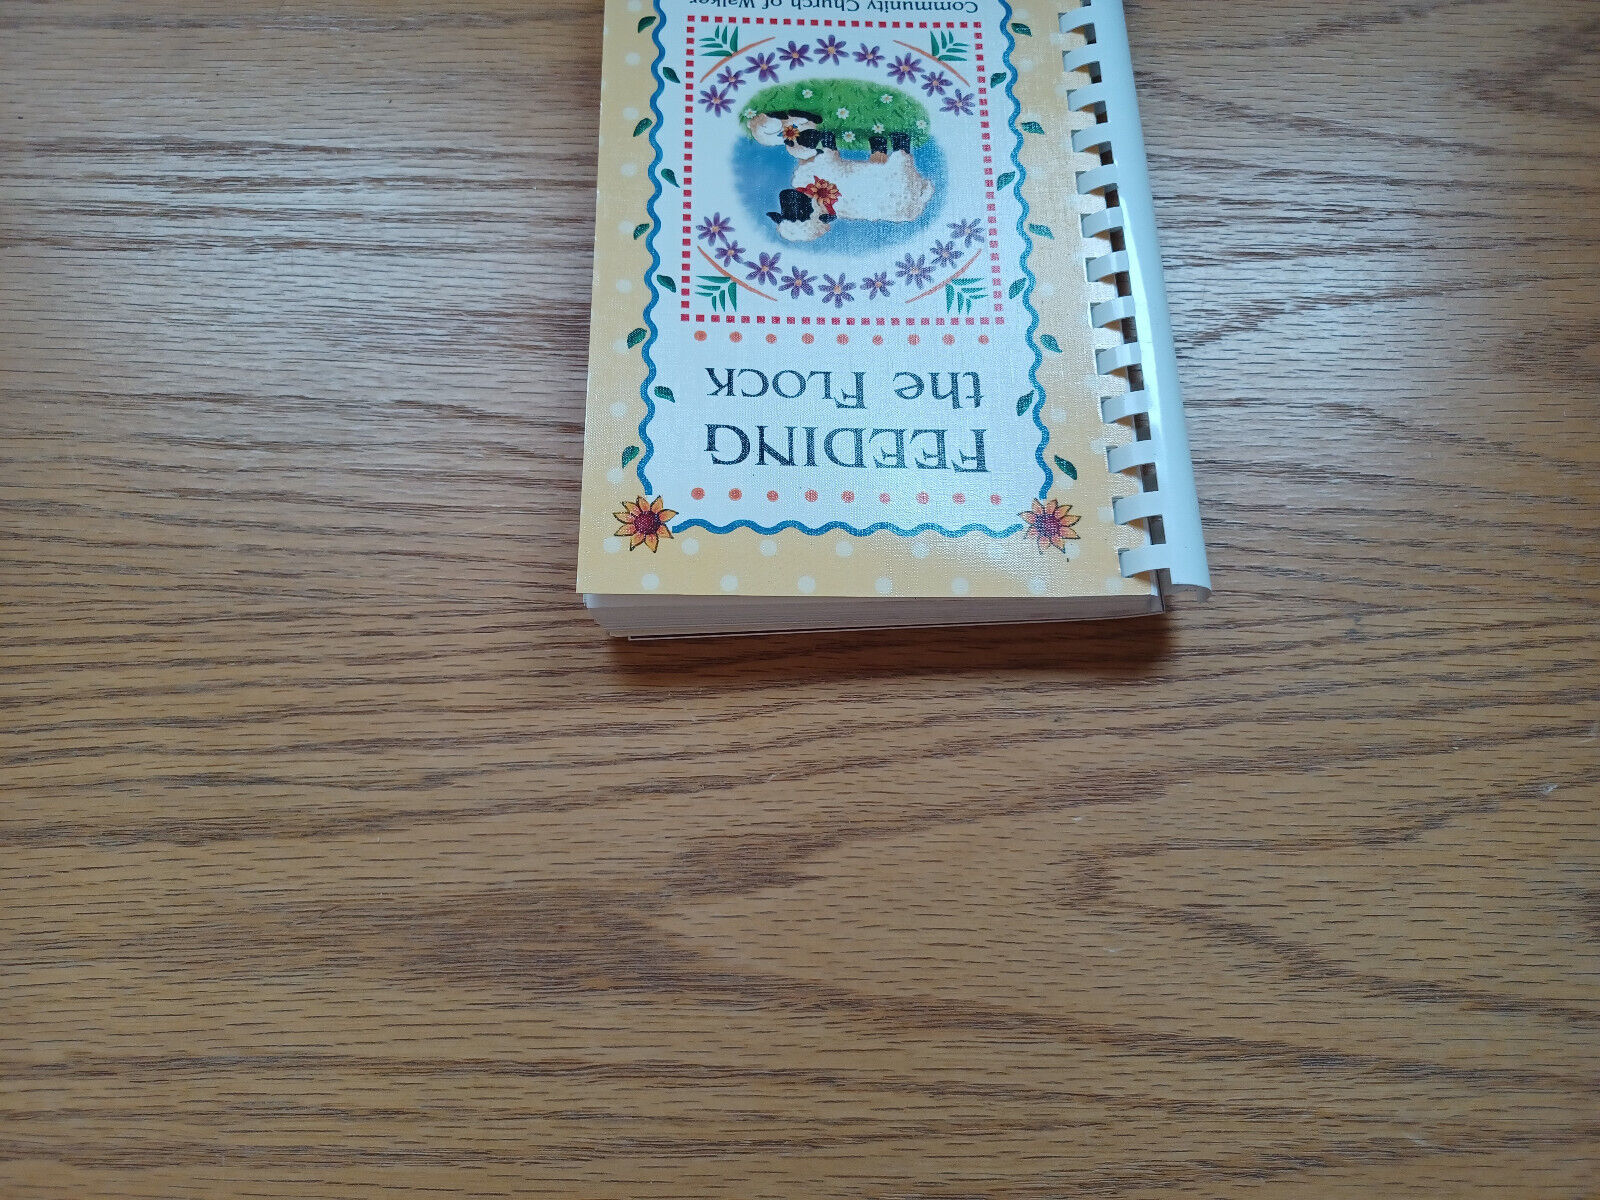 FEEDING
the FLOCK
Community Church of Walker